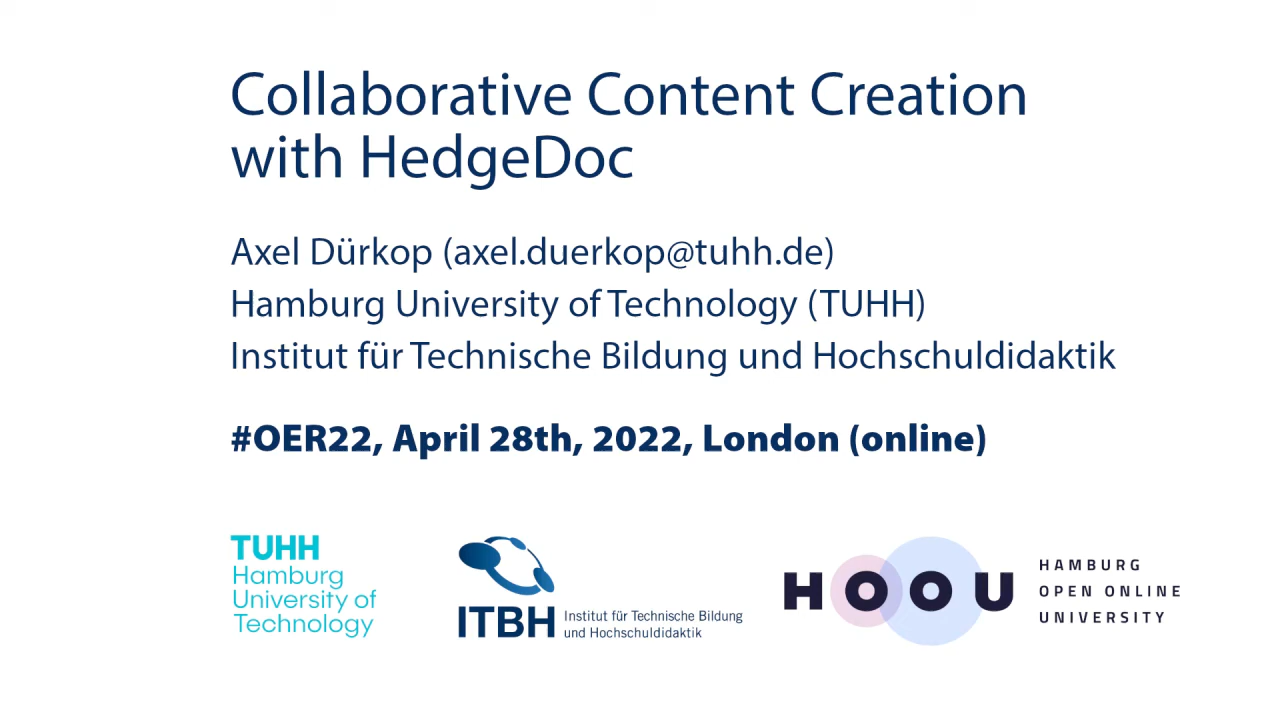 Collaborative Content Creation
with HedgeDoc
Axel Dürkop (axel.duerkop@tuhh.de)
Hamburg University of Technology (TUHH)
Institut für Technische Bildung und Hochschuldidaktik
#OER22, April 28th, 2022, London (online)
TUHH
Hamburg
University of
Technology
ITBH
Institut für Technische Bildung
und Hochschuldidaktik
HOOU
HAMBURG
OPEN ONLINE
UNIVERSITY